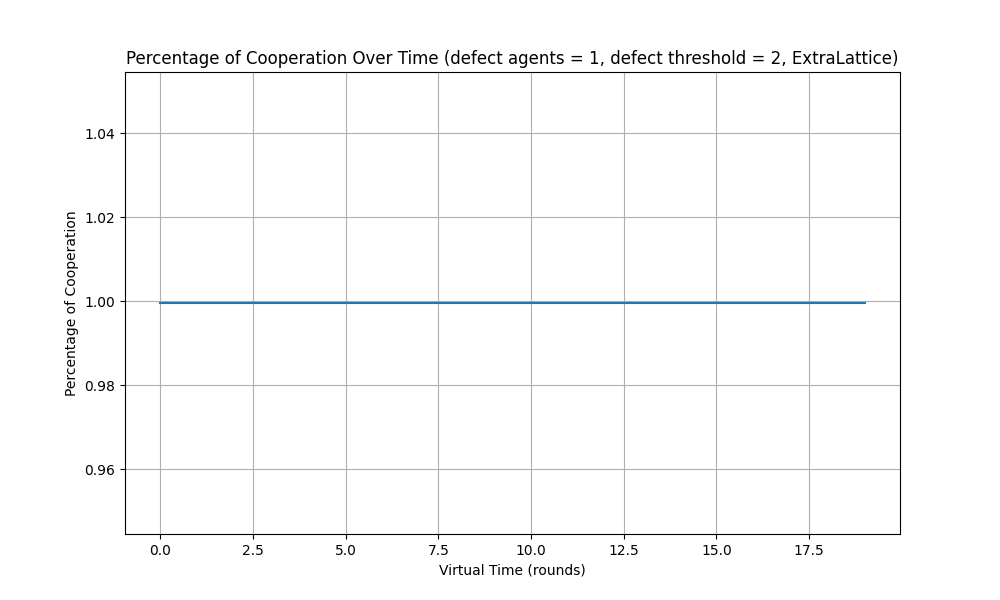 Percentage of Cooperation Over Time (defect agents = 1, defect threshold = 2, ExtraLattice)
1.04
1.02
1.00
0.98
0.96
Percentage of Cooperation
0.0 2.5 5.0 7.5 10.0 12.5 15.0 17.5
Virtual Time (rounds)